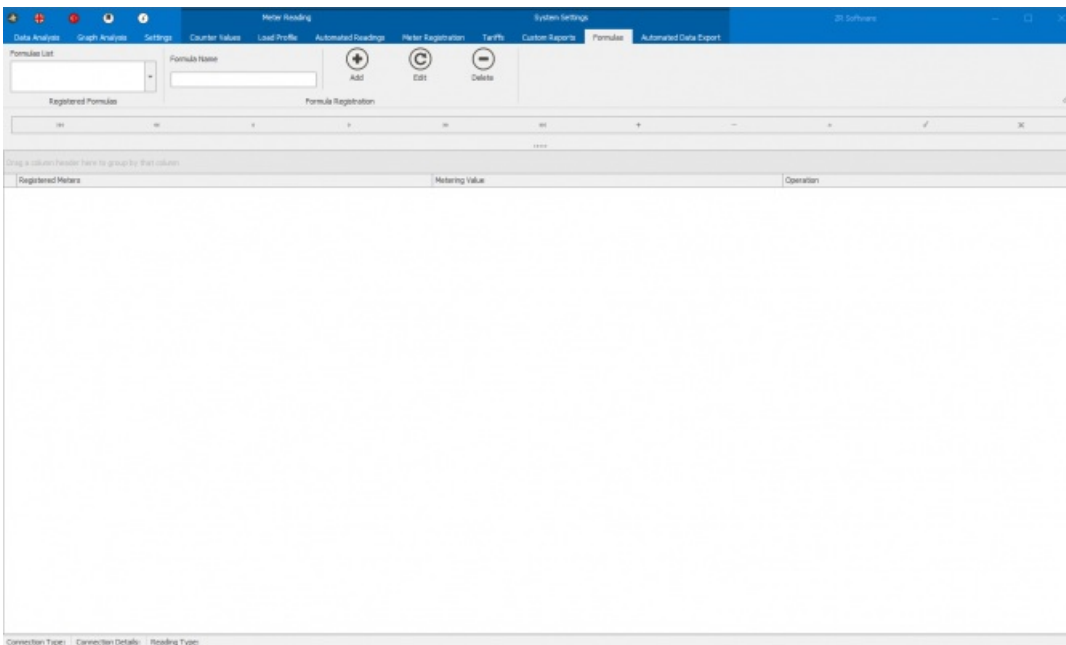 Meter Reading System Settings ZR Software
Data Analysis Graph Analysis Settings Counter Values Load Profile Automated Readings Meter Registration Tariffs Custom Reports Formulas Automated Data Export
Formulas List Formula Name
Add Edit Delete
Registered Formulas Formula Registration
Drag a column header here to group by that column
Registered Meters Metering Value Operation
Connection Type: Connection Details: Reading Type: